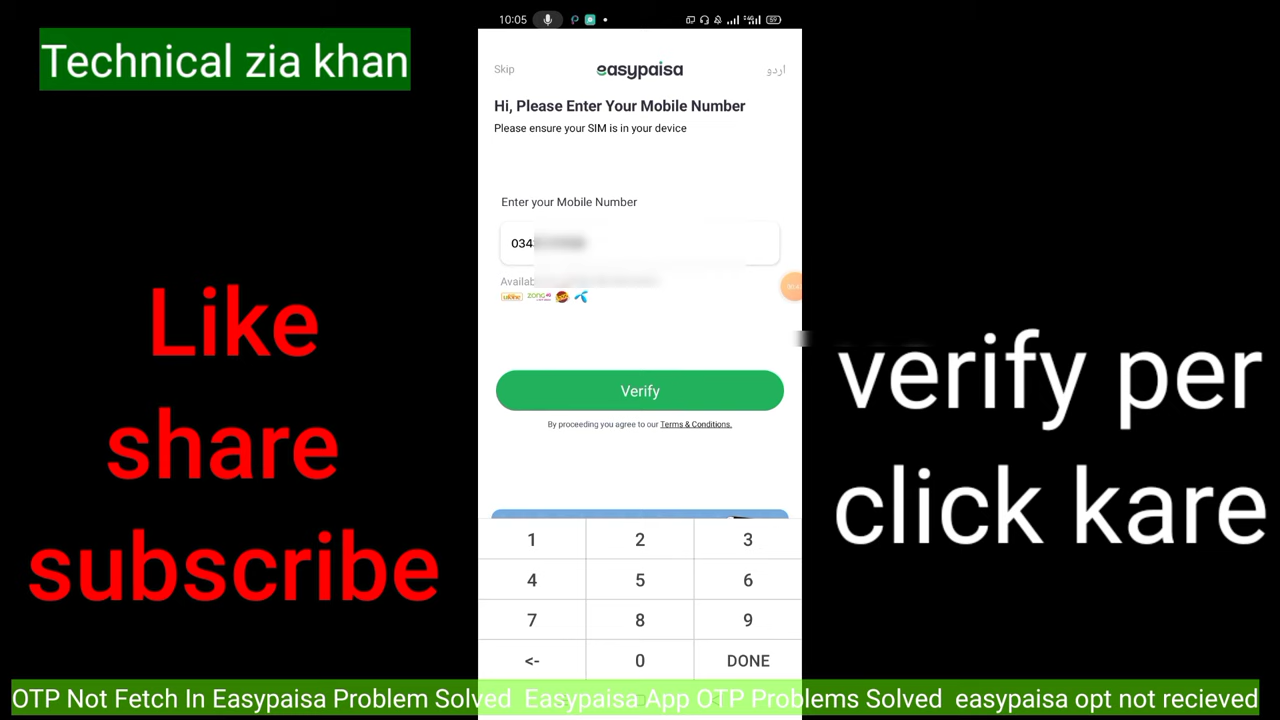 Technical zia khan
Like
share
subscribe
10:05
59
Skip
easypaisa
اردو
Hi, Please Enter Your Mobile Number
Please ensure your SIM is in your device
Enter your Mobile Number
034
Verify
By proceeding you agree to our Terms & Conditions.
1 2 3
4 5 6
7 8 9
<- 0 DONE
verify per
click kare
OTP Not Fetch In Easypaisa Problem Solved Easypaisa App OTP Problems Solved easypaisa opt not recieved